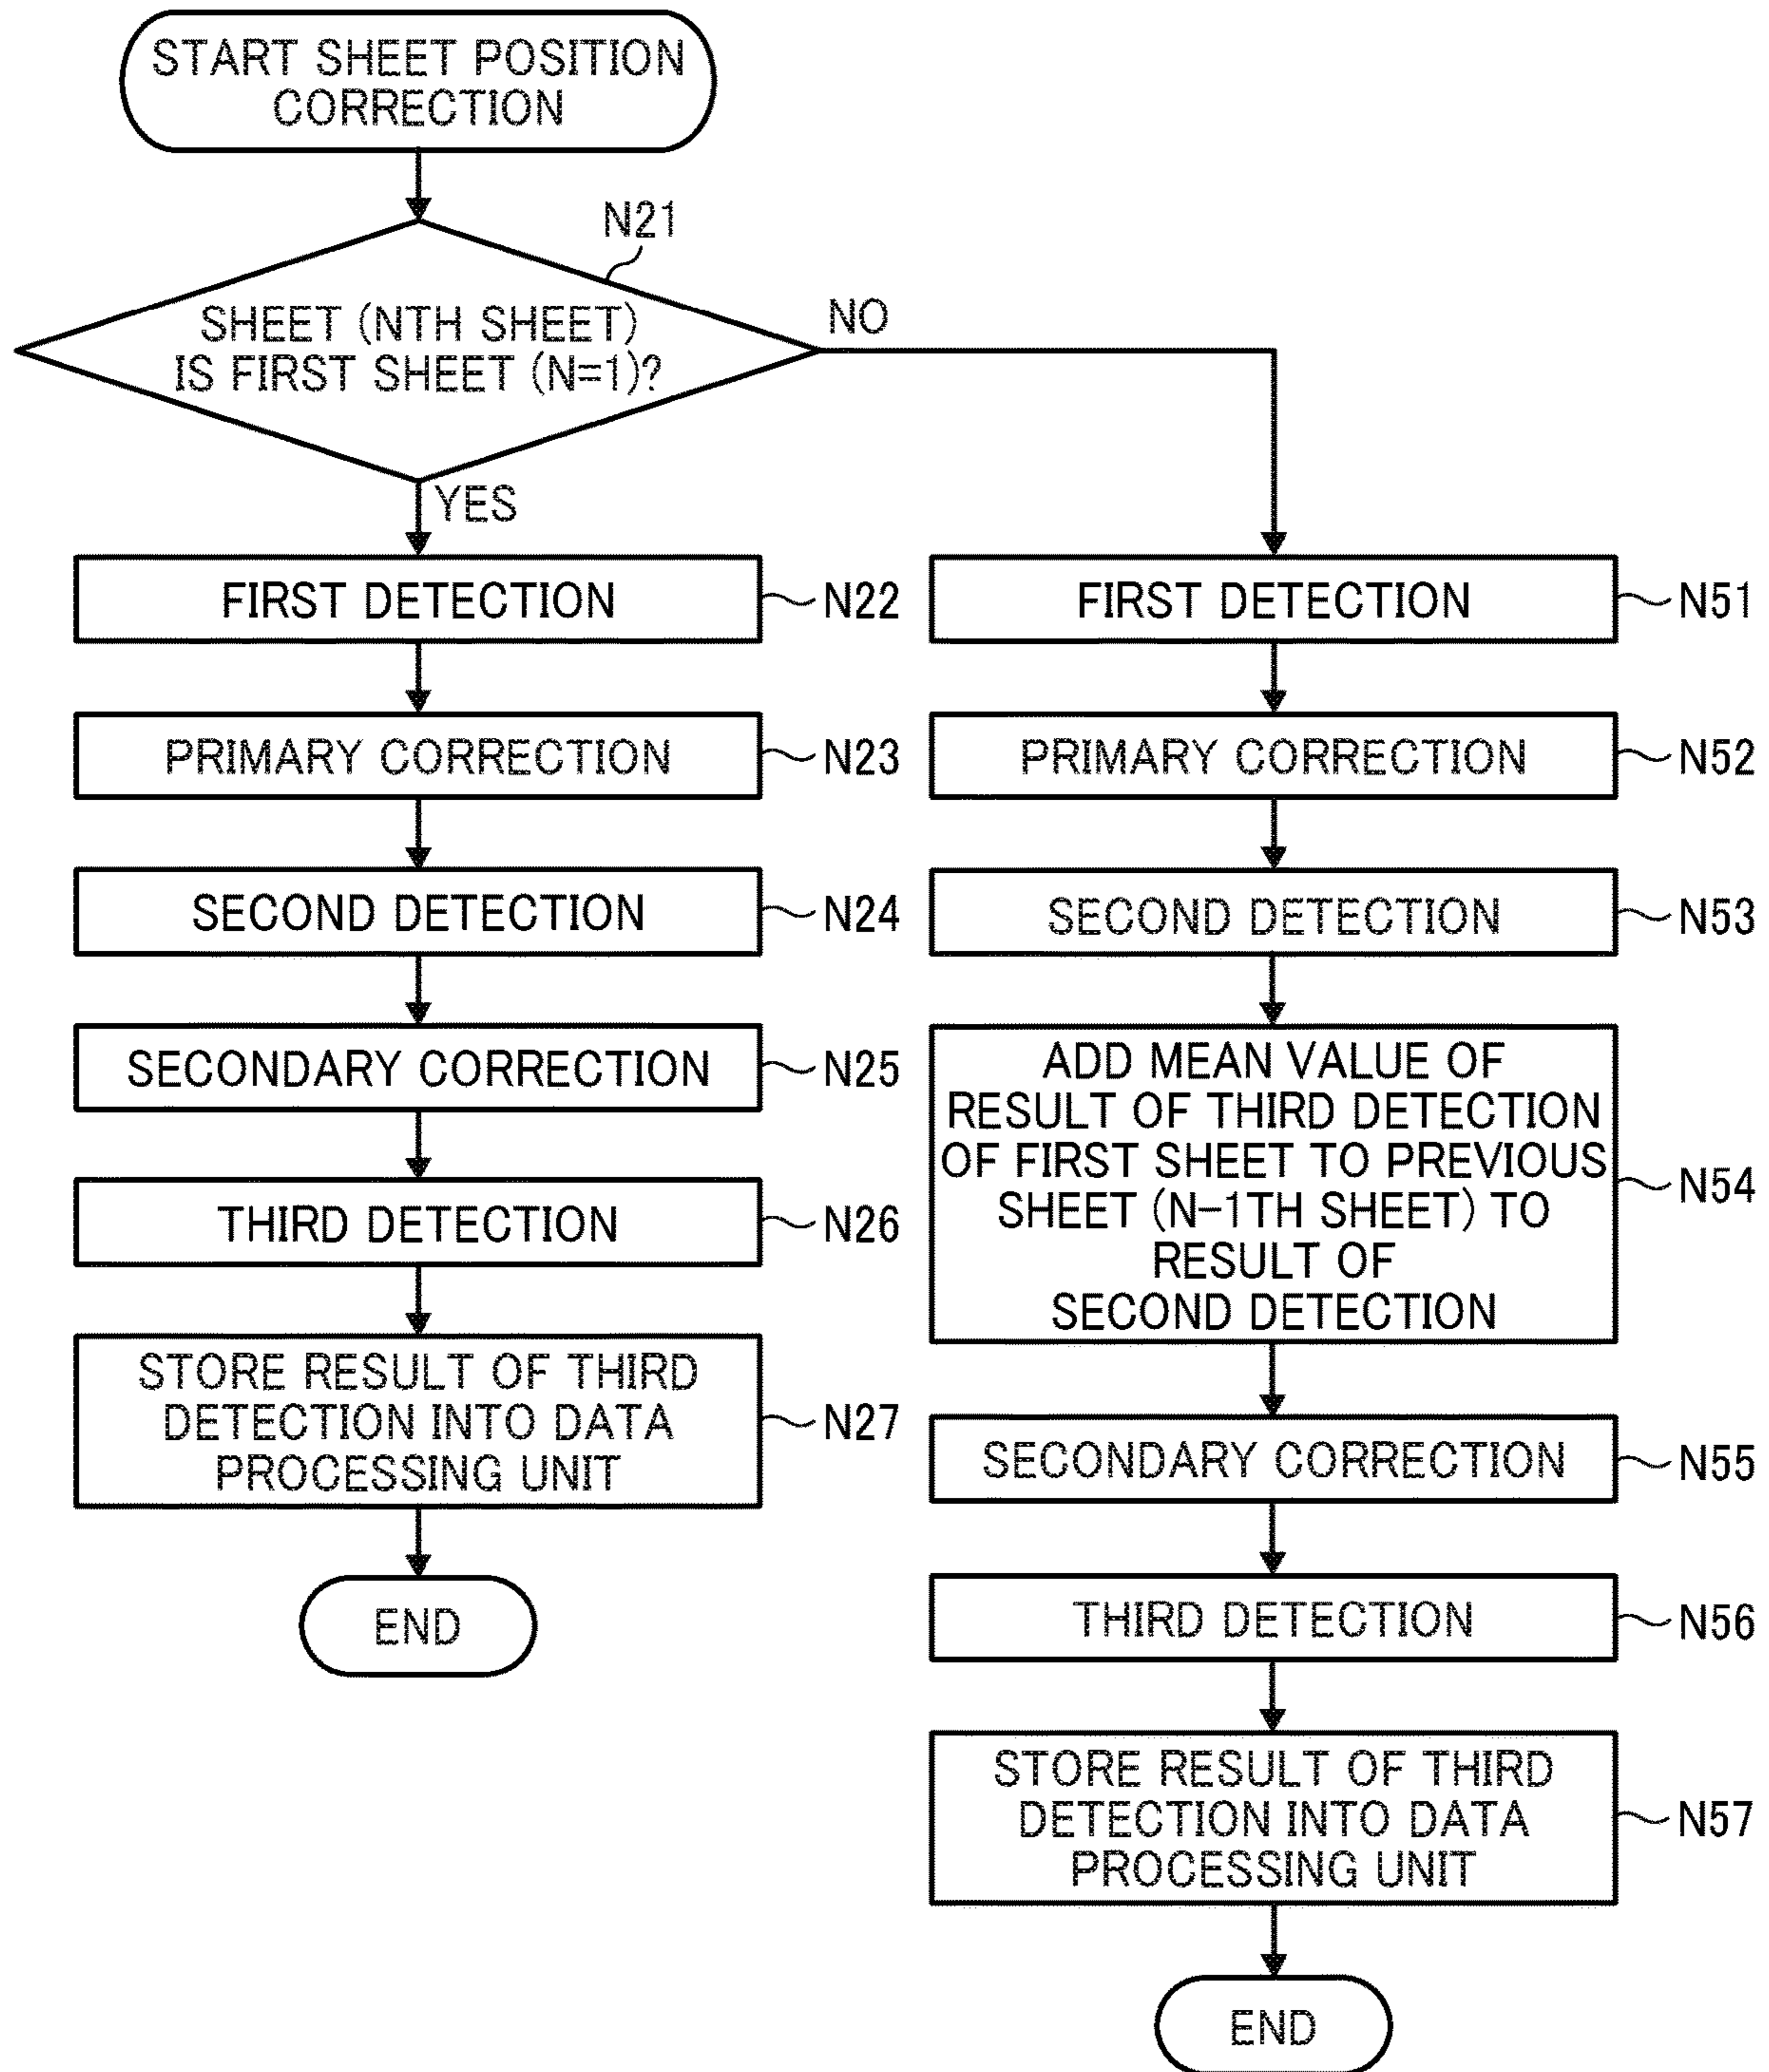 START SHEET POSITION
CORRECTION
N21
SHEET (NTH SHEET)
IS FIRST SHEET (N=1)?
NO
YES
FIRST DETECTION
N22
PRIMARY CORRECTION
N23
SECOND DETECTION
N24
SECONDARY CORRECTION
N25
THIRD DETECTION
N26
STORE RESULT OF THIRD
DETECTION INTO DATA
PROCESSING UNIT
N27
END
FIRST DETECTION
N51
PRIMARY CORRECTION
N52
SECOND DETECTION
N53
ADD MEAN VALUE OF
RESULT OF THIRD DETECTION
OF FIRST SHEET TO PREVIOUS
SHEET (N-1TH SHEET) TO
RESULT OF
SECOND DETECTION
N54
SECONDARY CORRECTION
N55
THIRD DETECTION
N56
STORE RESULT OF THIRD
DETECTION INTO DATA
PROCESSING UNIT
N57
END